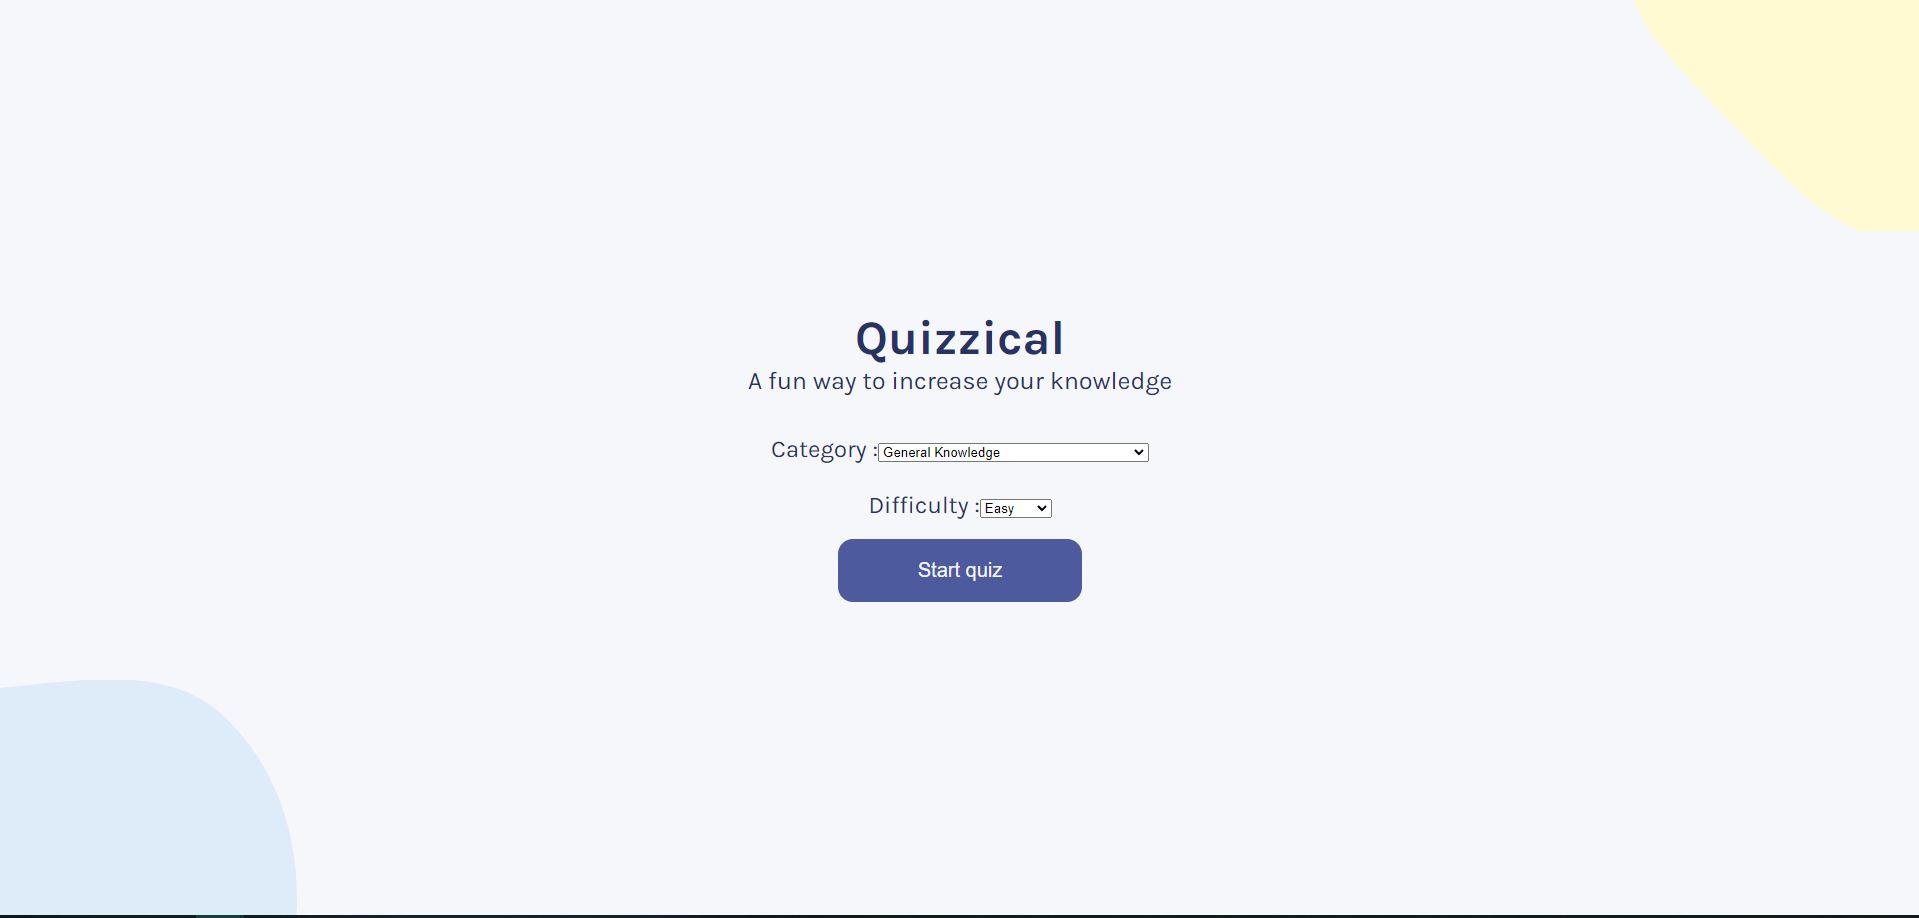 Quizzical
A fun way to increase your knowledge
Category : General Knowledge
Difficulty : Easy
Start quiz